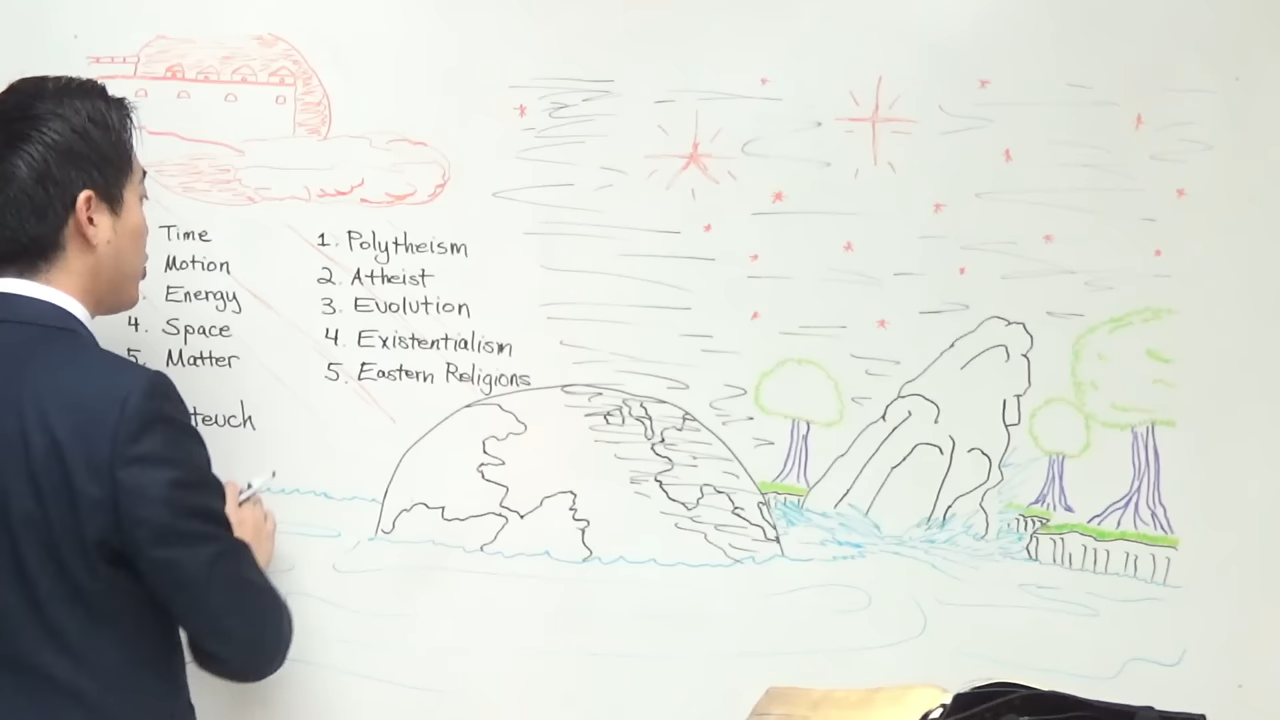 Time
Motion
Energy
4. Space
5. Matter
teuch
1. Polytheism
2. Atheist
3. Evolution
4. Existentialism
5. Eastern Religions